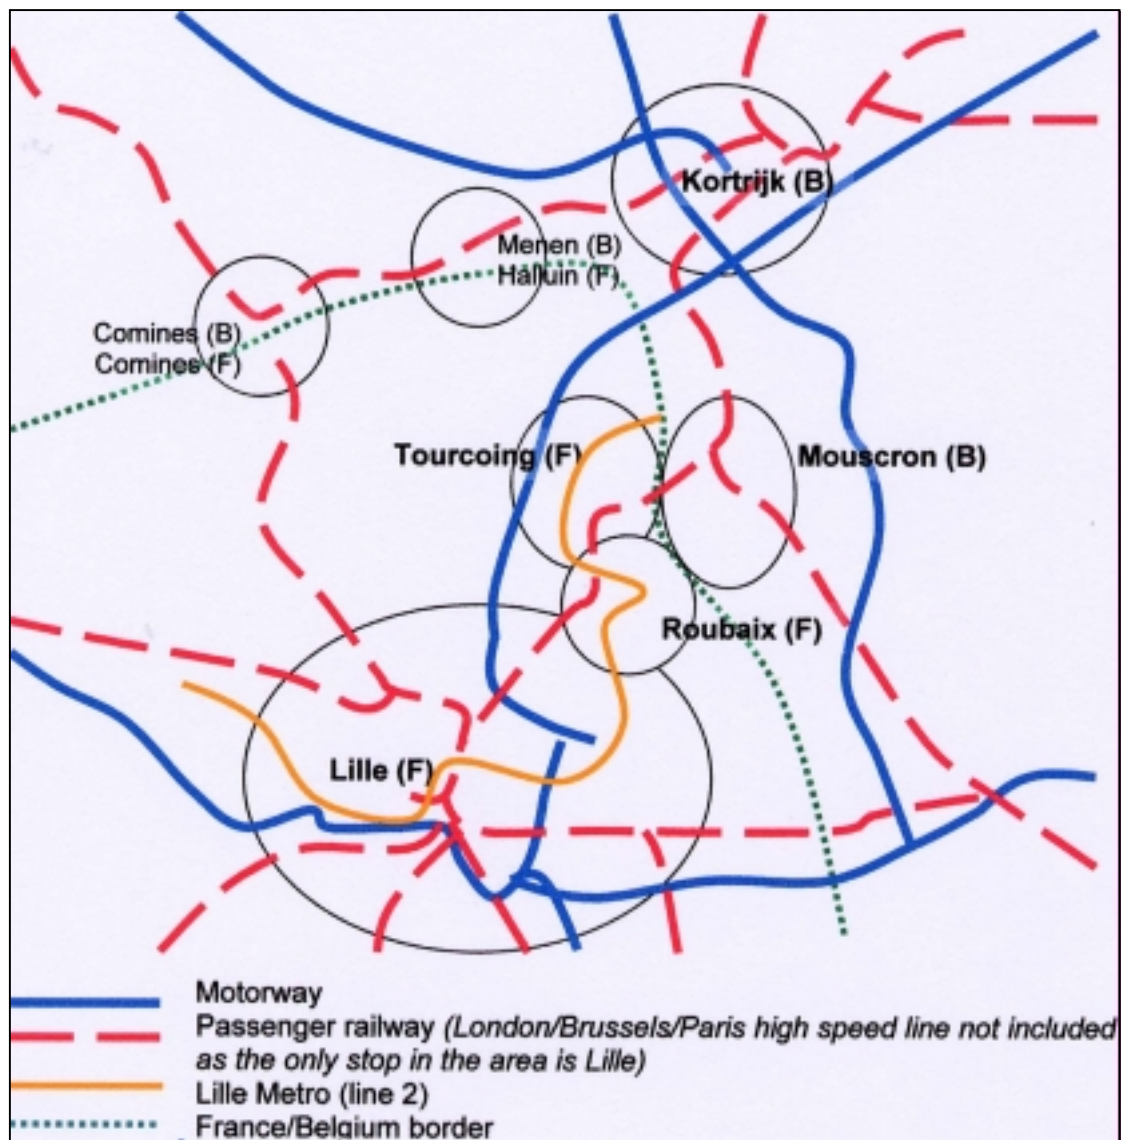 Kortrijk (B)
Menen (B)
Halluin (F)
Comines (B)
Comines (F)
Tourcoing (F)
Mouscron (B)
Roubaix (F)
Lille (F)
Motorway
Passenger railway (London/Brussels/Paris high speed line not included
as the only stop in the area is Lille)
Lille Metro (line 2)
France/Belgium border